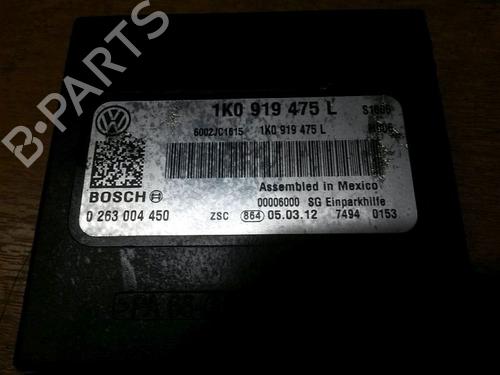 1K0 919 475 L
6002JC1615 1K0 919 475 L
BOSCH
Assembled in Mexico
00006000 SG Einparkhilfe
0 263 004 450 ZSC 864 05.03.12 7494 0153
B-PARTS